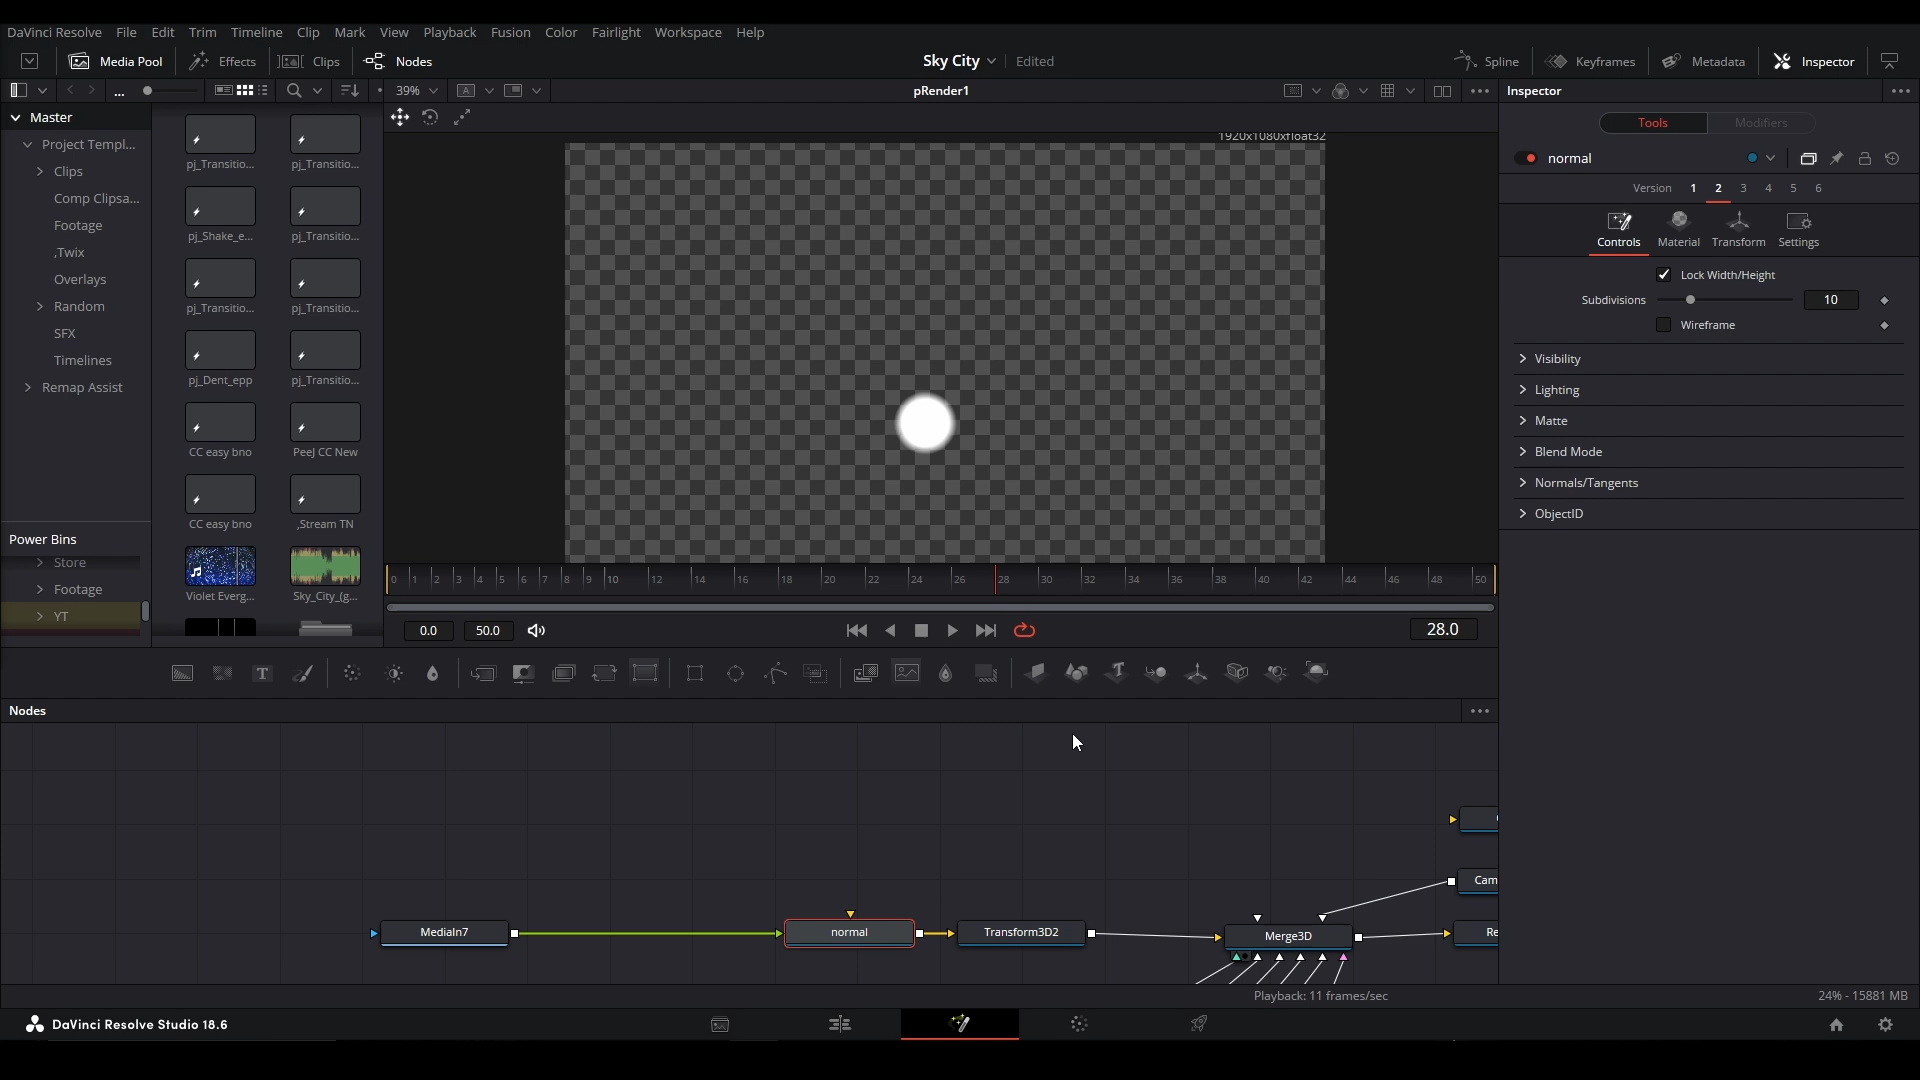 DaVinci Resolve File Edit Trim Timeline Clip Mark View Playback Fusion Color Fairlight Workspace Help
Media Pool Effects Clips Nodes Sky City Edited Spline Keyframes Metadata Inspector
... 39% A pRender1 Inspector
Master
Project Templ...
Clips
Comp Clipsa...
Footage
,Twix
Overlays
Random
SFX
Timelines
Remap Assist
Power Bins
Store
Footage
YT
pj_Transitio... pj_Transitio...
pj_Shake_e... pj_Transitio...
pj_Transitio... pj_Transitio...
pj_Dent_epp pj_Transitio...
CC easy bno PeeJ CC New
CC easy bno ,Stream TN
Violet Everg... Sky_City_(g...
1920x1080xfloat32
0 1 2 3 4 5 6 7 8 9 10 12 14 16 18 20 22 24 26 28 30 32 34 36 38 40 42 44 46 48 50
0.0 50.0 28.0
Tools Modifiers
normal
Version 1 2 3 4 5 6
Controls Material Transform Settings
Lock Width/Height
Subdivisions 10
Wireframe
Visibility
Lighting
Matte
Blend Mode
Normals/Tangents
ObjectID
T
Nodes
Cam
MediaIn7 normal Transform3D2 Merge3D Re
Playback: 11 frames/sec 24% - 15881 MB
DaVinci Resolve Studio 18.6